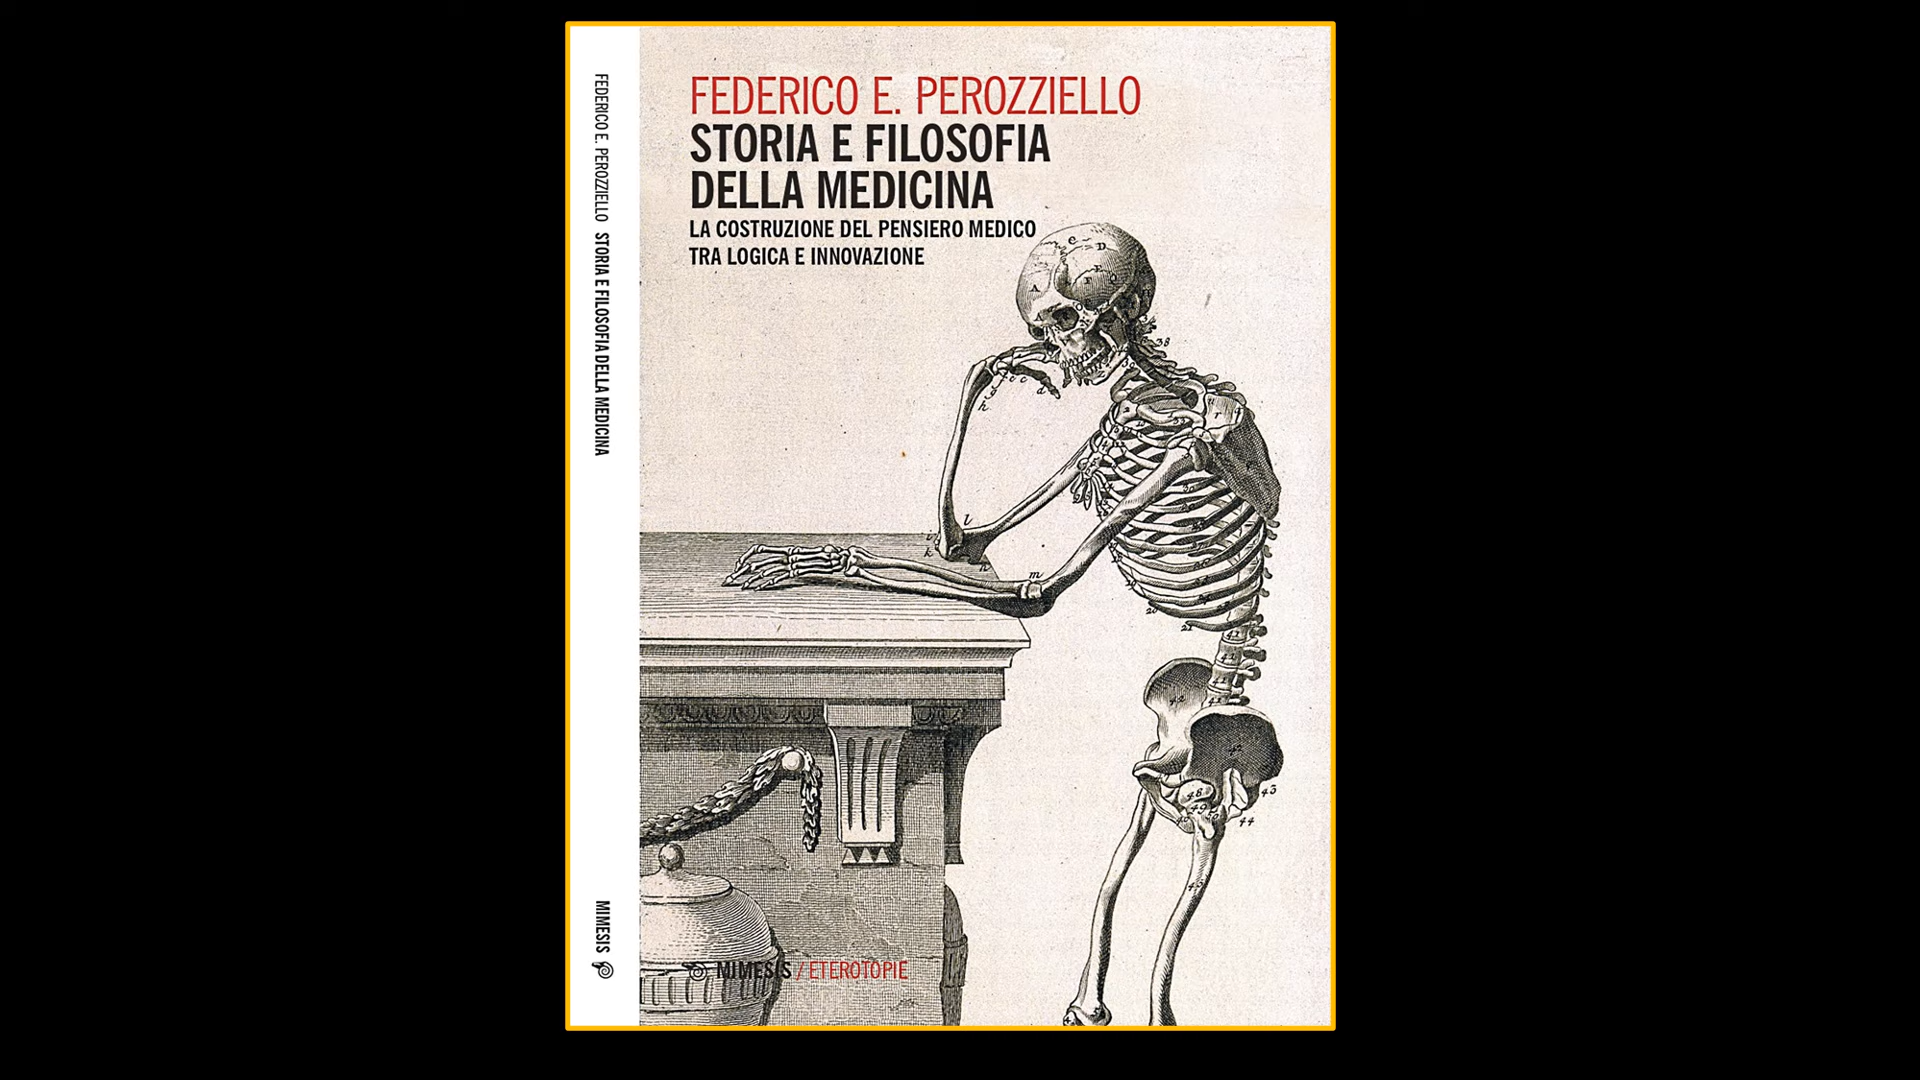 FEDERICO E. PEROZZIELLO STORIA E FILOSOFIA DELLA MEDICINA
MIMESIS
FEDERICO E. PEROZZIELLO
STORIA E FILOSOFIA
DELLA MEDICINA
LA COSTRUZIONE DEL PENSIERO MEDICO
TRA LOGICA E INNOVAZIONE
MIMESIS / ETEROTOPIE